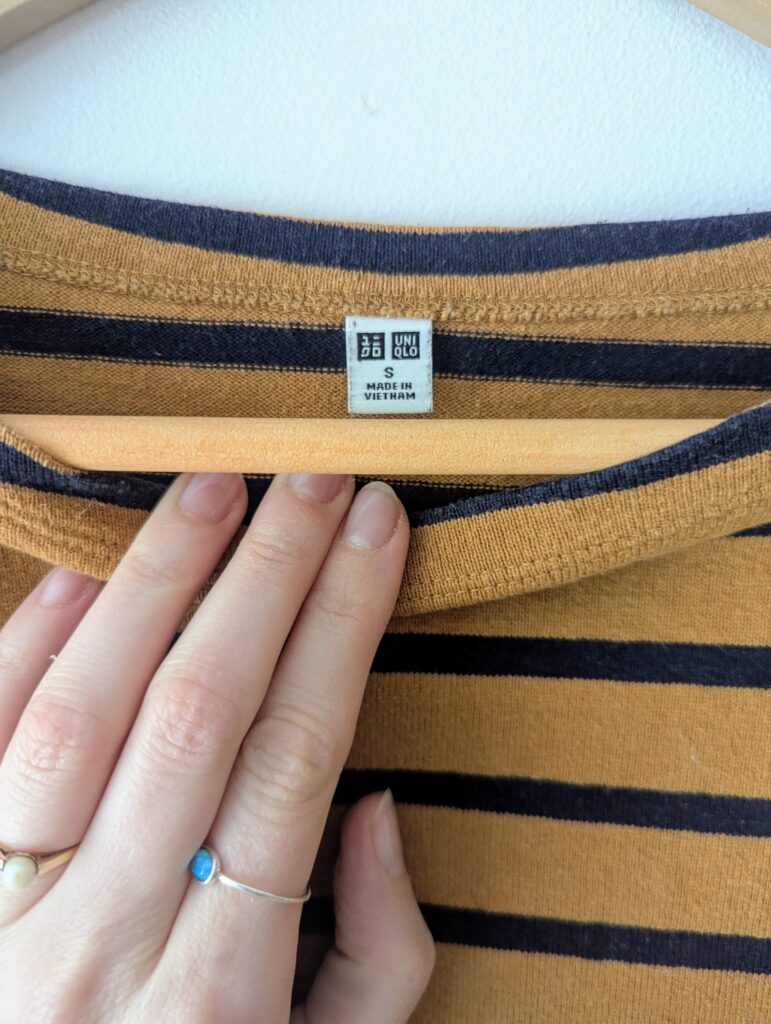 ユニ UNI
クロ QLO
S
MADE IN
VIETNAM